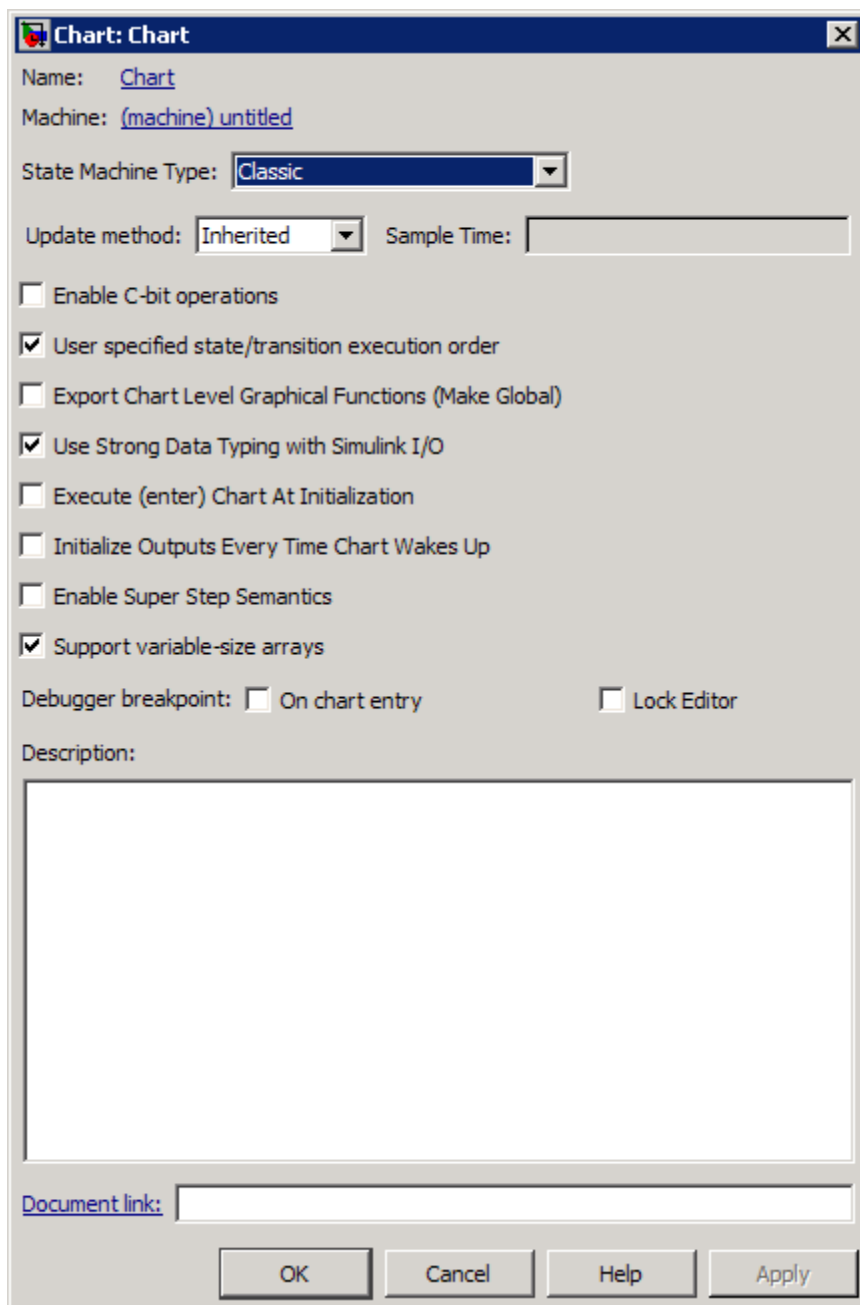 Chart: Chart
Name: Chart
Machine: (machine) untitled
State Machine Type: Classic
Update method: Inherited Sample Time:
Enable C-bit operations
User specified state/transition execution order
Export Chart Level Graphical Functions (Make Global)
Use Strong Data Typing with Simulink I/O
Execute (enter) Chart At Initialization
Initialize Outputs Every Time Chart Wakes Up
Enable Super Step Semantics
Support variable-size arrays
Debugger breakpoint: On chart entry Lock Editor
Description:
Document link:
OK Cancel Help Apply